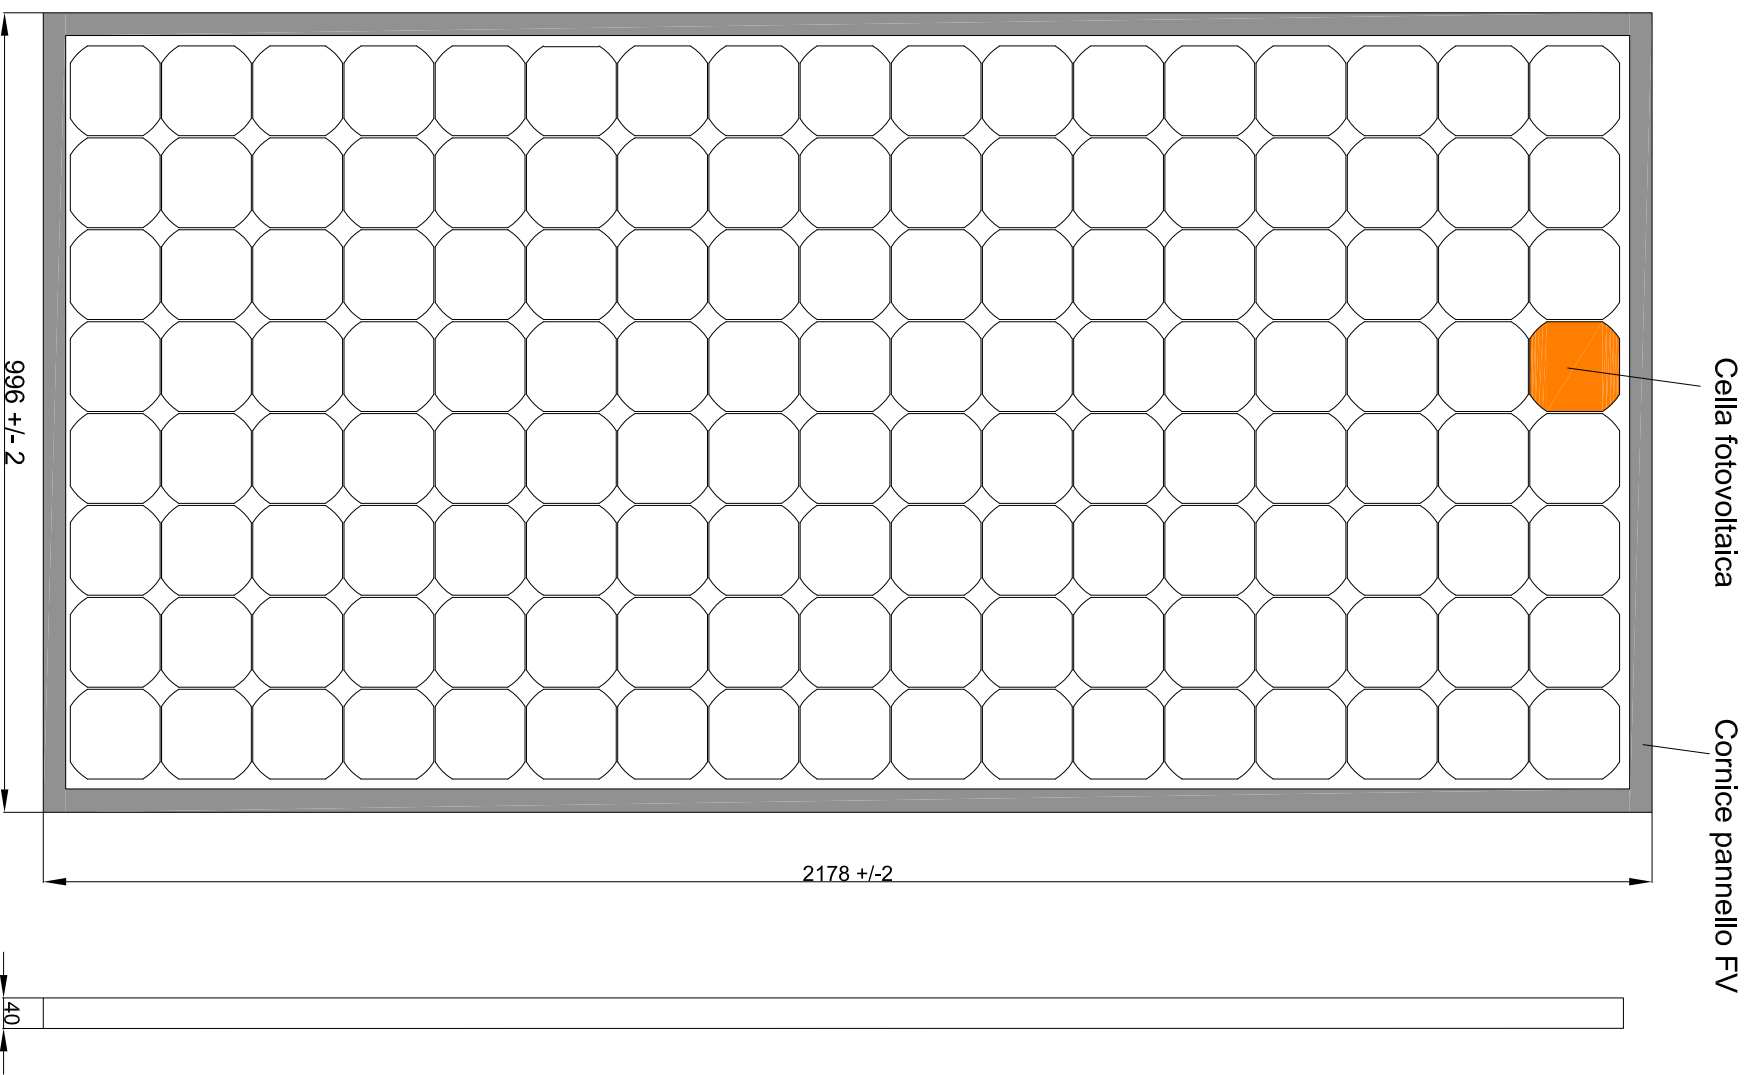 Cella fotovoltaica
Cornice pannello FV
996 +/- 2
2178 +/-2
40